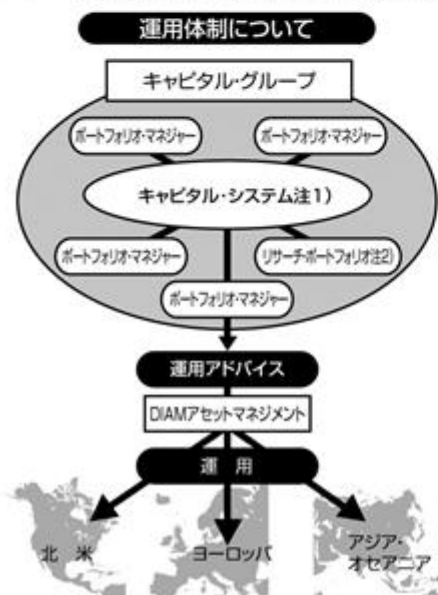 運用体制について
キャピタル・グループ
ポートフォリオ・マネジャー
ポートフォリオ・マネジャー
キャピタル・システム注1)
ポートフォリオ・マネジャー
リサーチ・ポートフォリオ注2)
ポートフォリオ・マネジャー
運用アドバイス
DIAMアセットマネジメント
運 用
北 米
ヨーロッパ
アジア・
オセアニア